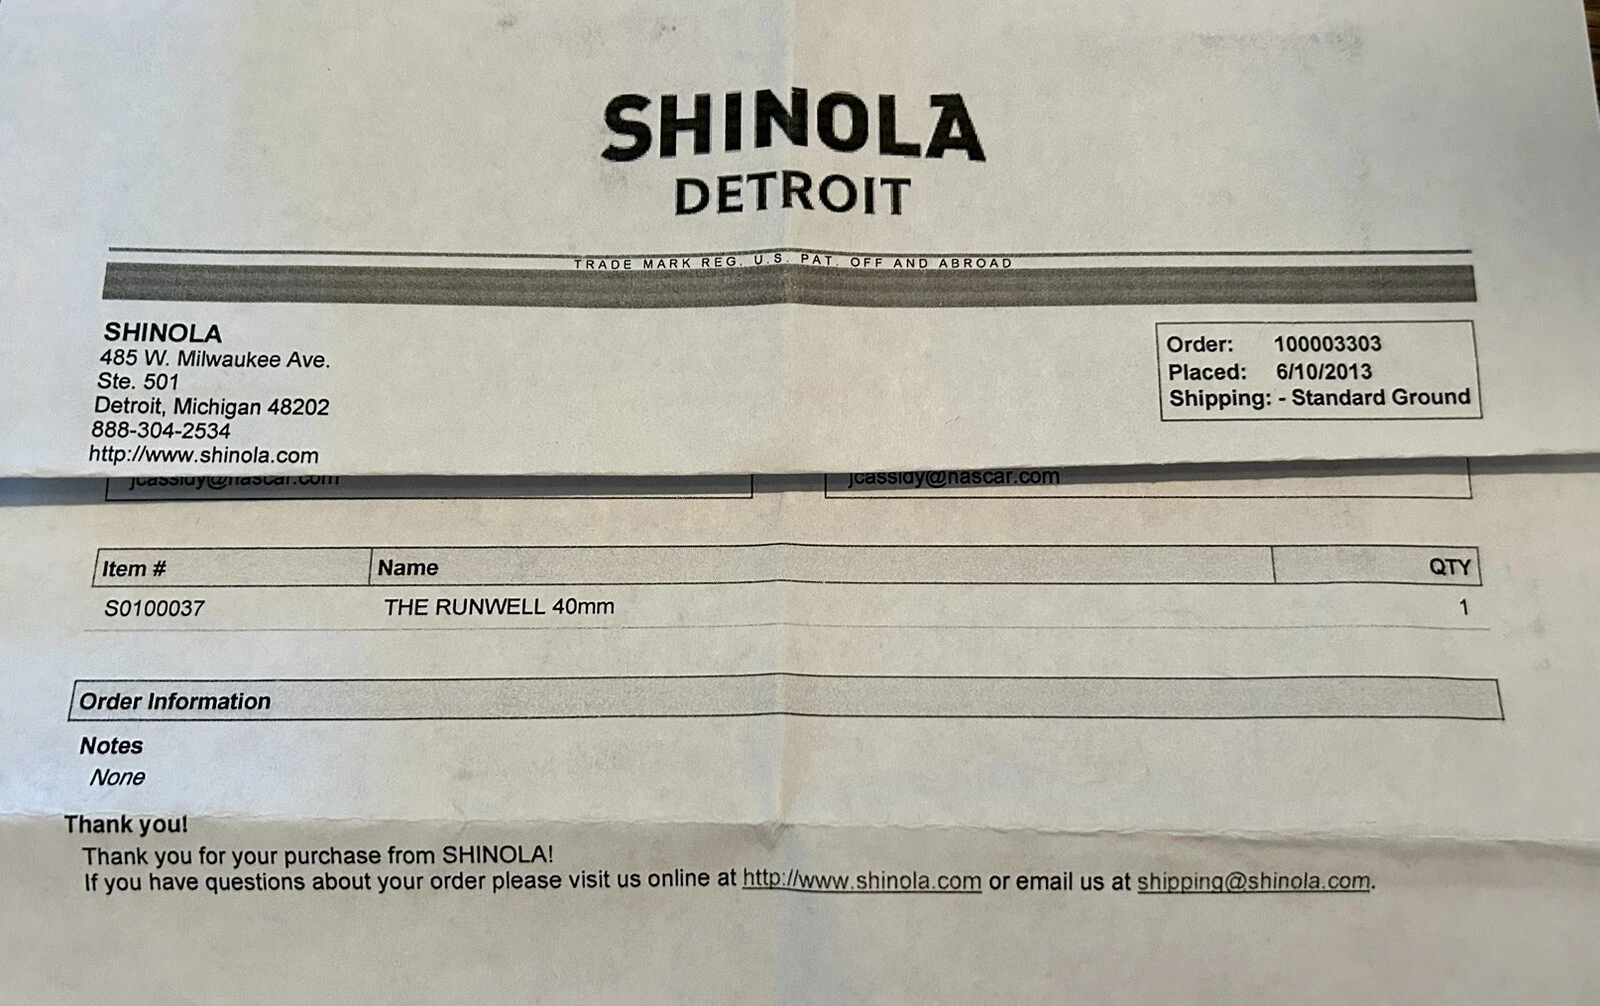 SHINOLA
DETROIT
TRADE MARK REG. U.S. PAT. OFF AND ABROAD
SHINOLA
485 W. Milwaukee Ave.
Ste. 501
Detroit, Michigan 48202
888-304-2534
http://www.shinola.com
Order: 100003303
Placed: 6/10/2013
Shipping: - Standard Ground
jcassidy@nascar.com jcassidy@nascar.com
Item # Name QTY
S0100037 THE RUNWELL 40mm 1
Order Information
Notes
None
Thank you!
Thank you for your purchase from SHINOLA!
If you have questions about your order please visit us online at http://www.shinola.com or email us at shipping@shinola.com.